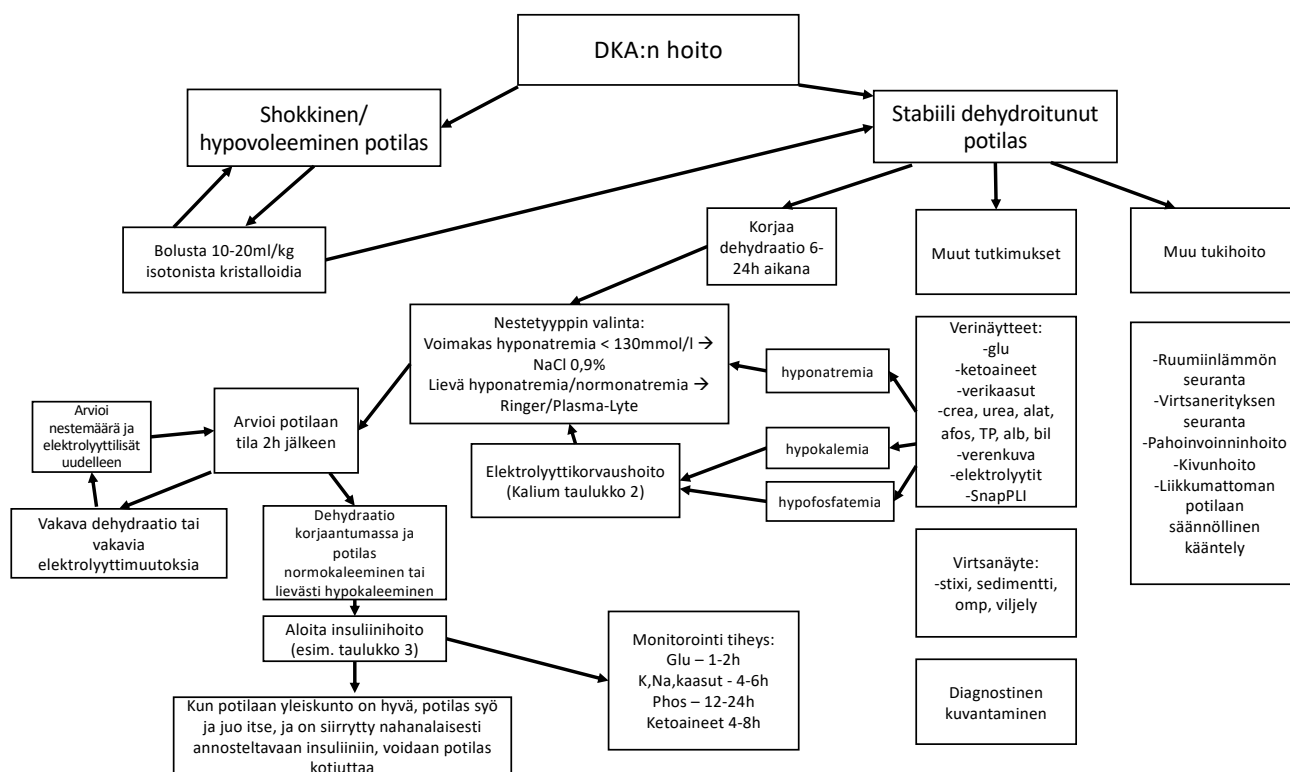 DKA:n hoito
Shokkinen/
hypovoleeminen potilas
Stabiili dehydroitunut
potilas
Bolusta 10-20ml/kg
isotonista kristalloidia
Korjaa
dehydraatio 6-
24h aikana
Muut tutkimukset
Muu tukihoito
Nestetyyppin valinta:
Voimakas hyponatremia < 130mmol/l →
NaCl 0,9%
Lievä hyponatremia/normonatremia →
Ringer/Plasma-Lyte
hyponatremia
hypokalemia
hypofosfatemia
Verinäytteet:
-glu
-ketoaineet
-verikaasut
-crea, urea, alat,
afos, TP, alb, bil
-verenkuva
-elektrolyytit
-SnapPLI
-Ruumiinlämmön
seuranta
-Virtsanerityksen
seuranta
-Pahoinvoinninhoito
-Kivunhoito
-Liikkumattoman
potilaan
säännöllinen
kääntely
Arvioi
nestemäärä ja
elektrolyyttilisät
uudelleen
Arvioi potilaan
tila 2h jälkeen
Elektrolyyttikorvaushoito
(Kalium taulukko 2)
Vakava dehydraatio tai
vakavia
elektrolyyttimuutoksia
Dehydraatio
korjaantumassa ja
potilas
normokaleeminen tai
lievästi hypokaleeminen
Virtsanäyte:
-stixi, sedimentti,
omp, viljely
Aloita insuliinihoito
(esim. taulukko 3)
Monitorointi tiheys:
Glu – 1-2h
K,Na,kaasut - 4-6h
Phos – 12-24h
Ketoaineet 4-8h
Diagnostinen
kuvantaminen
Kun potilaan yleiskunto on hyvä, potilas syö
ja juo itse, ja on siirrytty nahanalaisesti
annosteltavaan insuliiniin, voidaan potilas
kotiuttaa